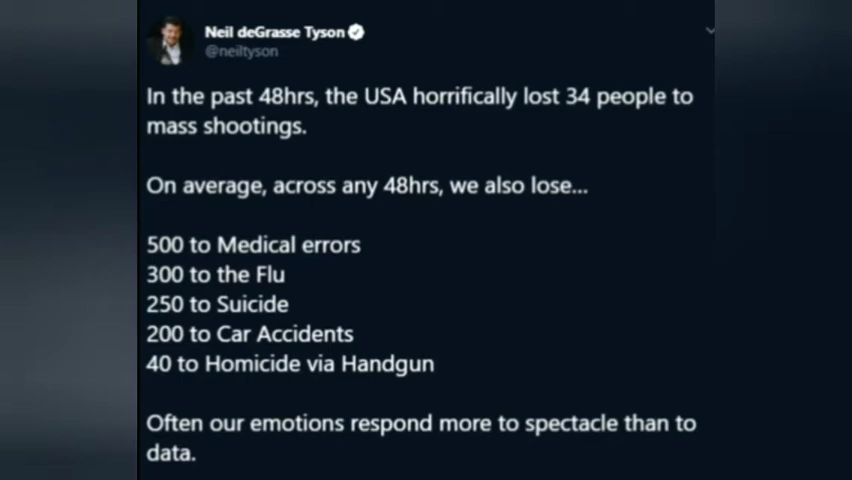 Neil deGrasse Tyson
@neiltyson
In the past 48hrs, the USA horrifically lost 34 people to
mass shootings.
On average, across any 48hrs, we also lose...
500 to Medical errors
300 to the Flu
250 to Suicide
200 to Car Accidents
40 to Homicide via Handgun
Often our emotions respond more to spectacle than to
data.